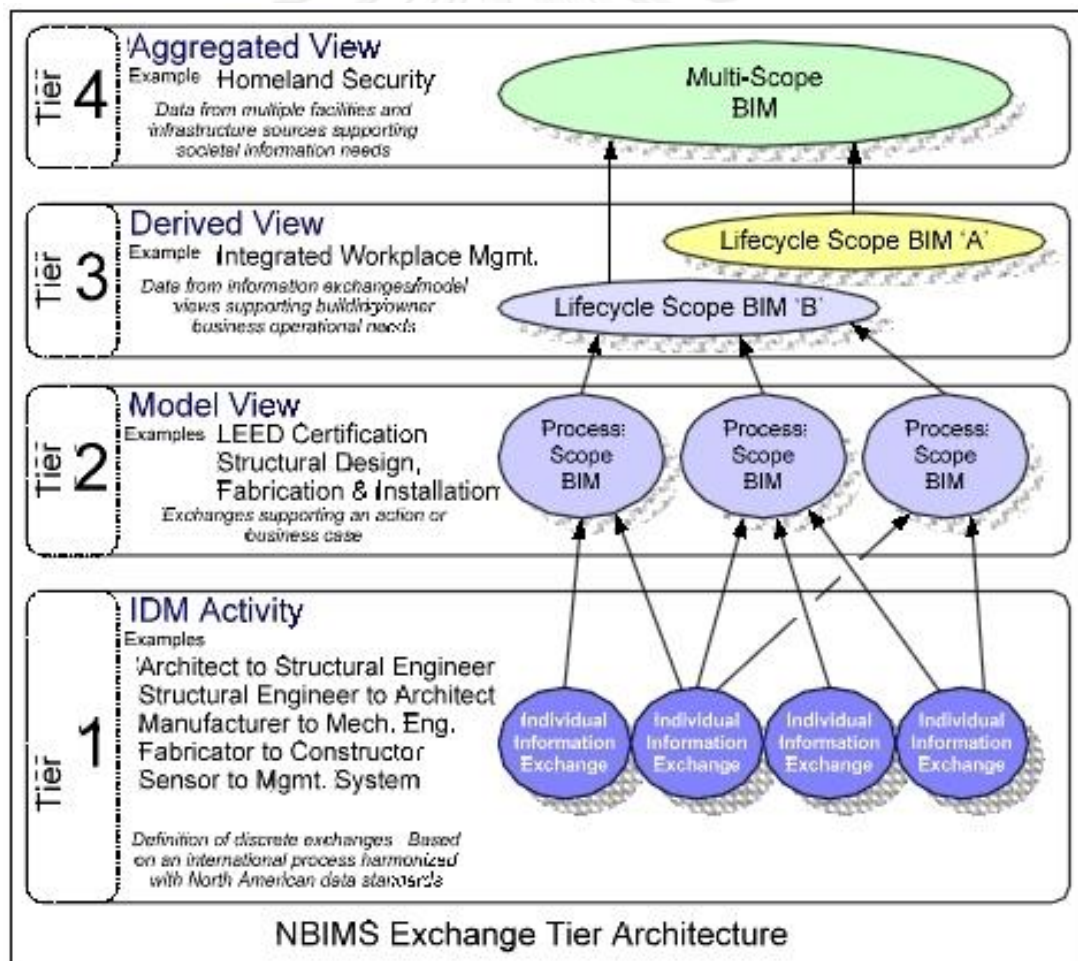 Tier 4
Aggregated View
Example Homeland Security
Data from multiple facilities and
infrastructure sources supporting
societal information needs
Multi-Scope
BIM
Tier 3
Derived View
Example Integrated Workplace Mgmt.
Data from information exchanges/model
views supporting building/owner
business operational needs
Lifecycle Scope BIM 'A'
Lifecycle Scope BIM 'B'
Tier 2
Model View
Examples LEED Certification
Structural Design,
Fabrication & Installation
Exchanges supporting an action or
business case
Process:
Scope
BIM
Process:
Scope
BIM
Process:
Scope
BIM
Tier 1
IDM Activity
Examples
Architect to Structural Engineer
Structural Engineer to Architect
Manufacturer to Mech. Eng.
Fabricator to Constructor
Sensor to Mgmt. System
Definition of discrete exchanges Based
on an international process harmonized
with North American data standards
Individual
Information
Exchange
Individual
Information
Exchange
Individual
Information
Exchange
Individual
Information
Exchange
NBIMS Exchange Tier Architecture